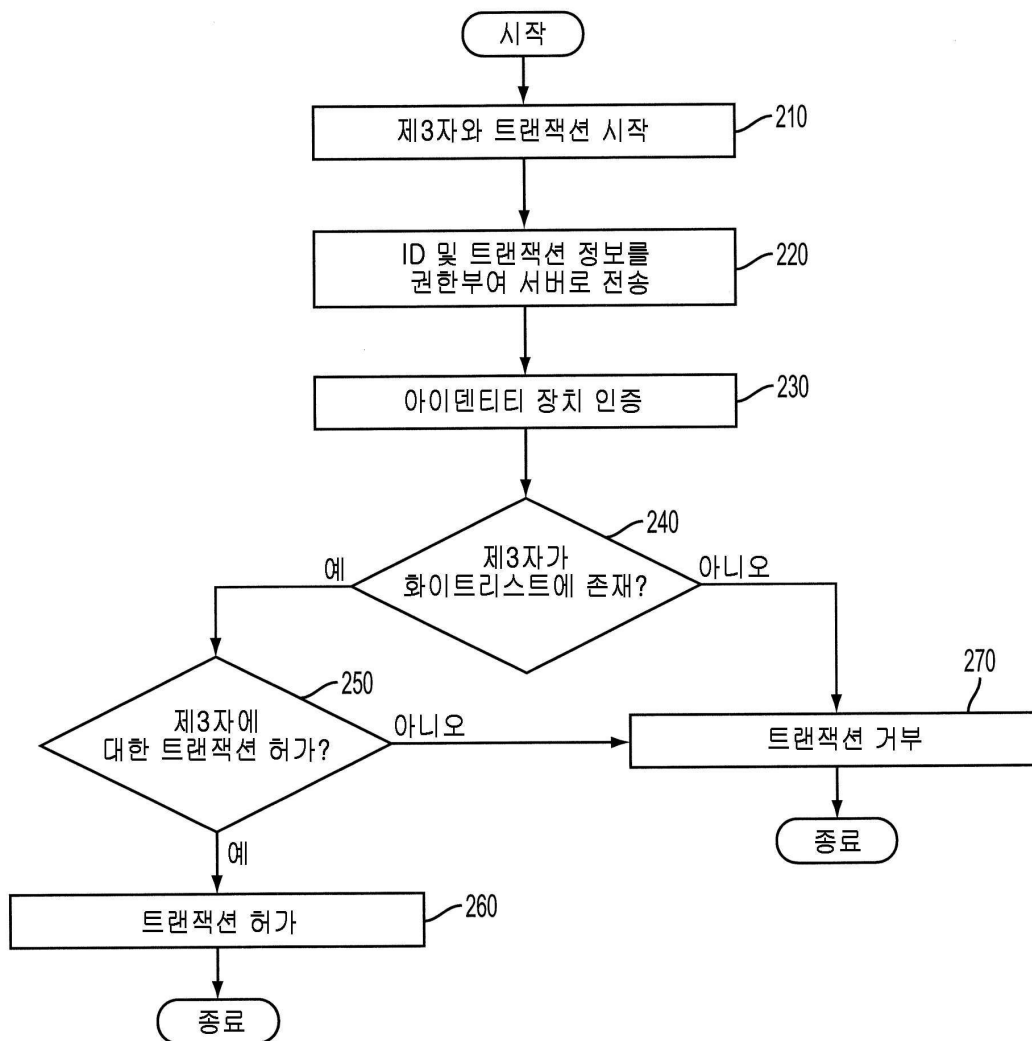 시작
제3자와 트랜잭션 시작
210
ID 및 트랜잭션 정보를
권한부여 서버로 전송
220
아이덴티티 장치 인증
230
240
제3자가
화이트리스트에 존재?
예
아니오
250
제3자에
대한 트랜잭션 허가?
아니오
270
트랜잭션 거부
종료
예
트랜잭션 허가
260
종료